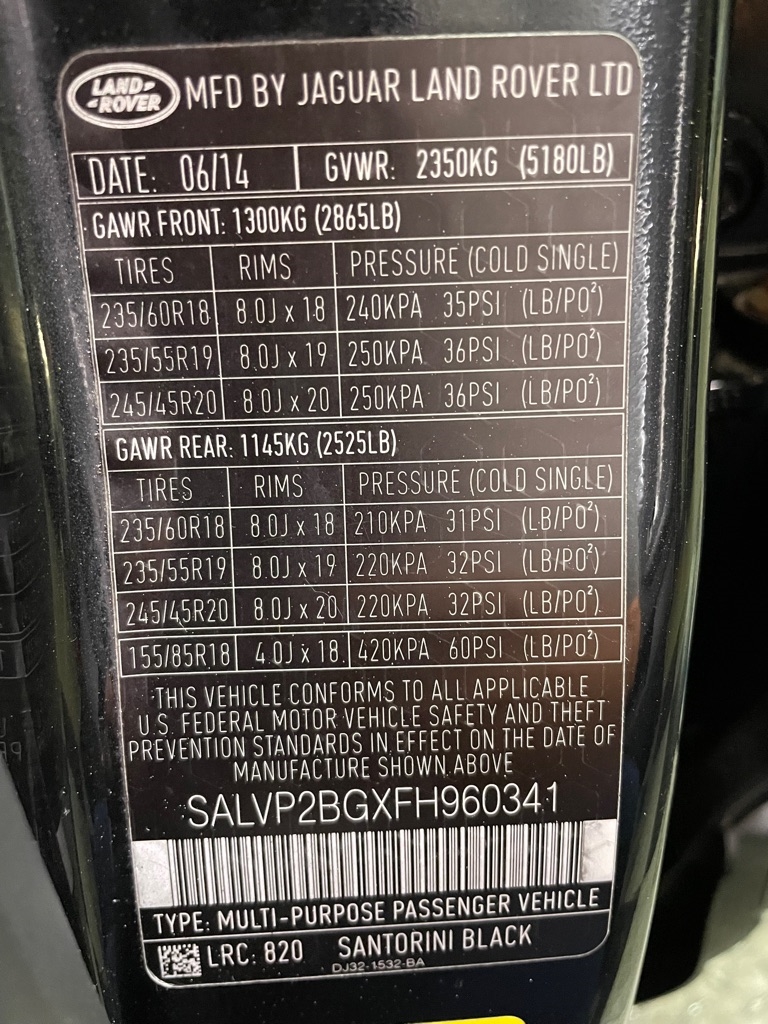 LAND-
-ROVER
MFD BY JAGUAR LAND ROVER LTD
DATE: 06/14 GVWR: 2350KG (5180LB)
GAWR FRONT: 1300KG (2865LB)
TIRES RIMS PRESSURE (COLD SINGLE)
235/60R18 8.0J x 18 240KPA 35PSI (LB/PO²)
235/55R19 8.0J x 19 250KPA 36PSI (LB/PO²)
245/45R20 8.0J x 20 250KPA 36PSI (LB/PO²)
GAWR REAR: 1145KG (2525LB)
TIRES RIMS PRESSURE (COLD SINGLE)
235/60R18 8.0J x 18 210KPA 31PSI (LB/PO²)
235/55R19 8.0J x 19 220KPA 32PSI (LB/PO²)
245/45R20 8.0J x 20 220KPA 32PSI (LB/PO²)
155/85R18 4.0J x 18 420KPA 60PSI (LB/PO²)
THIS VEHICLE CONFORMS TO ALL APPLICABLE
U.S. FEDERAL MOTOR VEHICLE SAFETY AND THEFT
PREVENTION STANDARDS IN EFFECT ON THE DATE OF
MANUFACTURE SHOWN ABOVE
SALVP2BGXFH960341
TYPE: MULTI-PURPOSE PASSENGER VEHICLE
LRC: 820 SANTORINI BLACK
DJ32-1532-BA